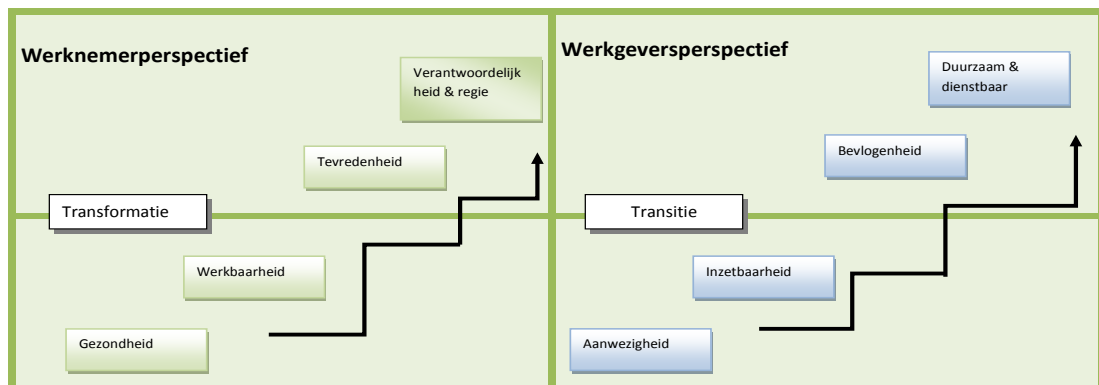 Werknemerperspectief
Verantwoordelijk
heid & regie
Tevredenheid
Transformatie
Werkbaarheid
Gezondheid
Werkgeversperspectief
Duurzaam &
dienstbaar
Bevlogenheid
Transitie
Inzetbaarheid
Aanwezigheid